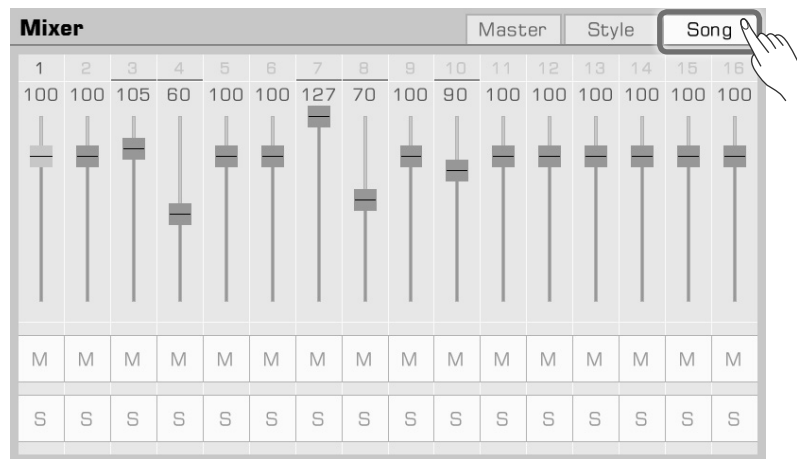 Mixer Master Style Song
1 2 3 4 5 6 7 8 9 10 11 12 13 14 15 16
100 100 105 60 100 100 127 70 100 90 100 100 100 100 100 100
M M M M M M M M M M M M M M M M
S S S S S S S S S S S S S S S S